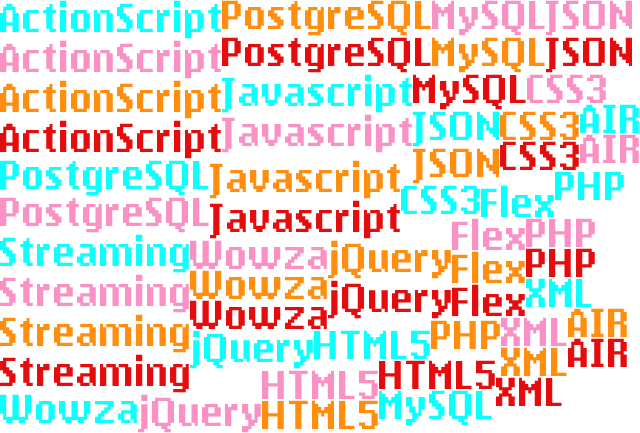 ActionScript PostgreSQL MySQL JSON
ActionScript PostgreSQL MySQL JSON
ActionScript Javascript MySQL CSS3
ActionScript Javascript JSON CSS3 AIR
PostgreSQL Javascript JSON CSS3 AIR
PostgreSQL Javascript CSS3 Flex PHP
Streaming Wowza jQuery Flex PHP
Streaming Wowza jQuery Flex PHP
Streaming Wowza jQuery Flex XML
Streaming jQuery HTML5 PHP XML AIR
Wowza jQuery HTML5 HTML5 XML AIR
HTML5 MySQL XML